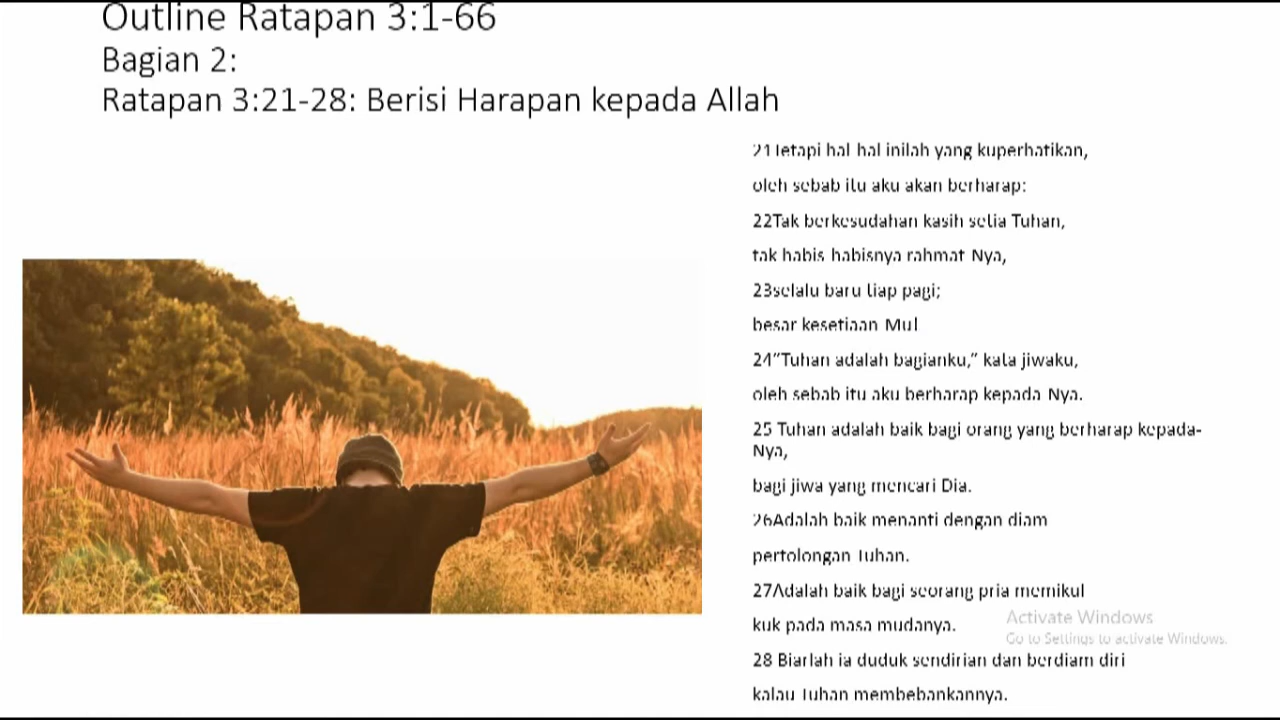 Outline Ratapan 3:1-66
Bagian 2:
Ratapan 3:21-28: Berisi Harapan kepada Allah
21Tetapi hal hal inilah yang kuperhatikan,
oleh sebab itu aku akan berharap:
22Tak berkesudahan kasih setia Tuhan,
tak habis habisnya rahmat Nya,
23selalu baru tiap pagi;
besar kesetiaan Mu!
24"Tuhan adalah bagianku," kata jiwaku,
oleh sebab itu aku berharap kepada Nya.
25 Tuhan adalah baik bagi orang yang berharap kepada-
Nya,
bagi jiwa yang mencari Dia.
26Adalah baik menanti dengan diam
pertolongan Tuhan.
27Adalah baik bagi seorang pria memikul
kuk pada masa mudanya.
Activate Windows
Go to Settings to activate Windows.
28 Biarlah ia duduk sendirian dan berdiam diri
kalau Tuhan membebankannya.